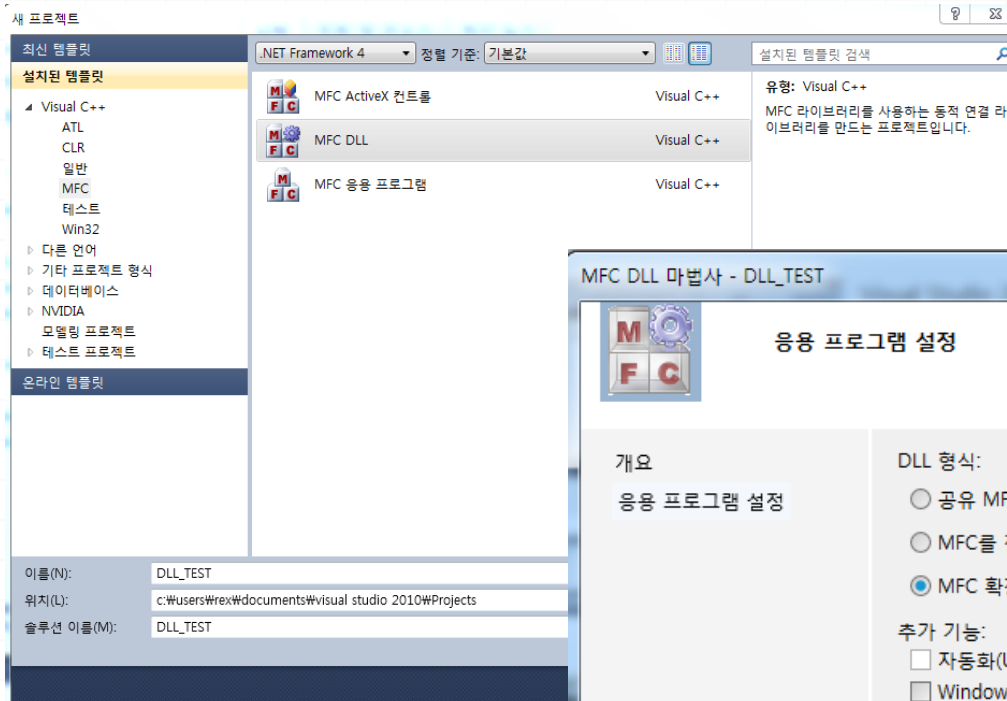 새 프로젝트
최신 템플릿
설치된 템플릿
Visual C++
ATL
CLR
일반
MFC
테스트
Win32
다른 언어
기타 프로젝트 형식
데이터베이스
NVIDIA
모델링 프로젝트
테스트 프로젝트
온라인 템플릿
.NET Framework 4
정렬 기준: 기본값
설치된 템플릿 검색
MFC ActiveX 컨트롤 Visual C++
MFC DLL Visual C++
MFC 응용 프로그램 Visual C++
유형: Visual C++
MFC 라이브러리를 사용하는 동적 연결 라
이브러리를 만드는 프로젝트입니다.
이름(N): DLL_TEST
위치(L): c:₩users₩rex₩documents₩visual studio 2010₩Projects
솔루션 이름(M): DLL_TEST
MFC DLL 마법사 - DLL_TEST
MFC
응용 프로그램 설정
개요
응용 프로그램 설정
DLL 형식:
공유
MFC를
MFC
추가 기능:
자동화(
Window